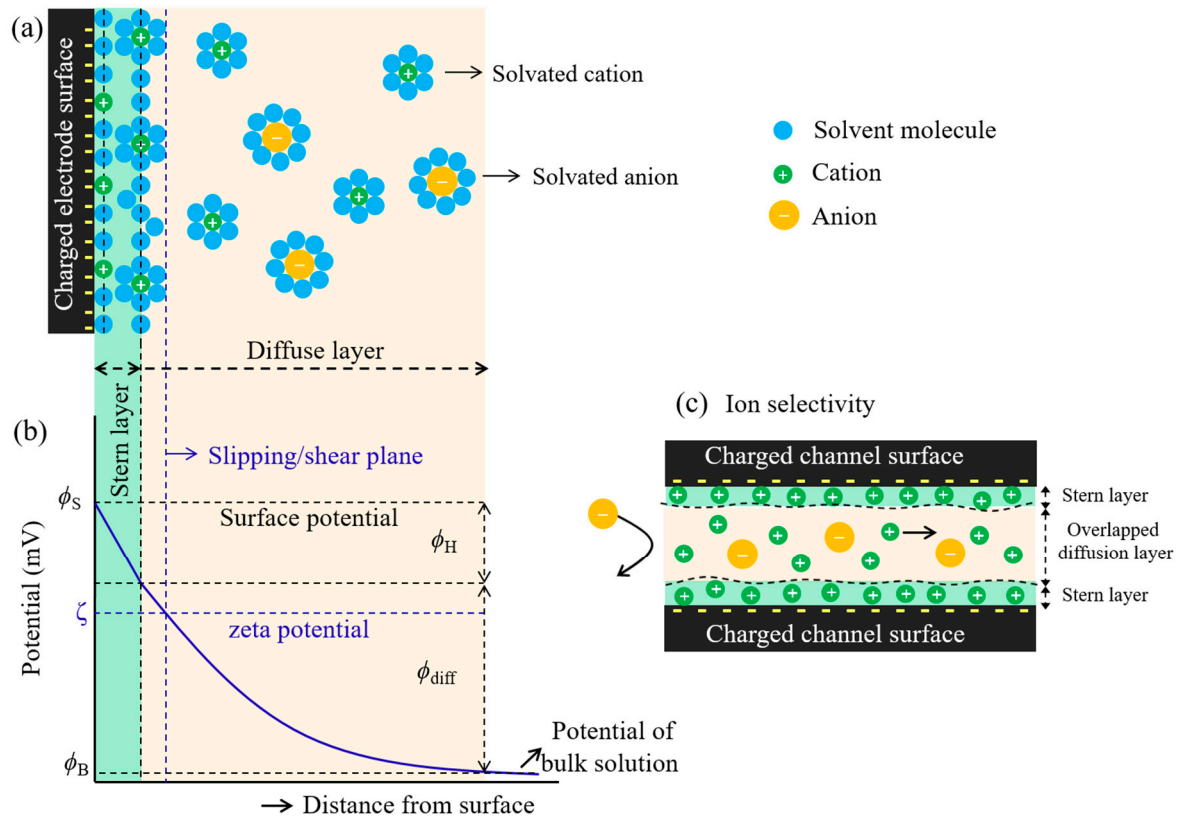 (a)
Charged electrode surface
Solvated cation
Solvated anion
Solvent molecule
Cation
Anion
Diffuse layer
Stern layer
(b)
Slipping/shear plane
ϕS
Surface potential
ϕH
ζ
zeta potential
ϕdiff
Potential (mV)
ϕB
Potential of
bulk solution
→ Distance from surface
(c) Ion selectivity
Charged channel surface
Stern layer
Overlapped
diffusion layer
Stern layer
Charged channel surface